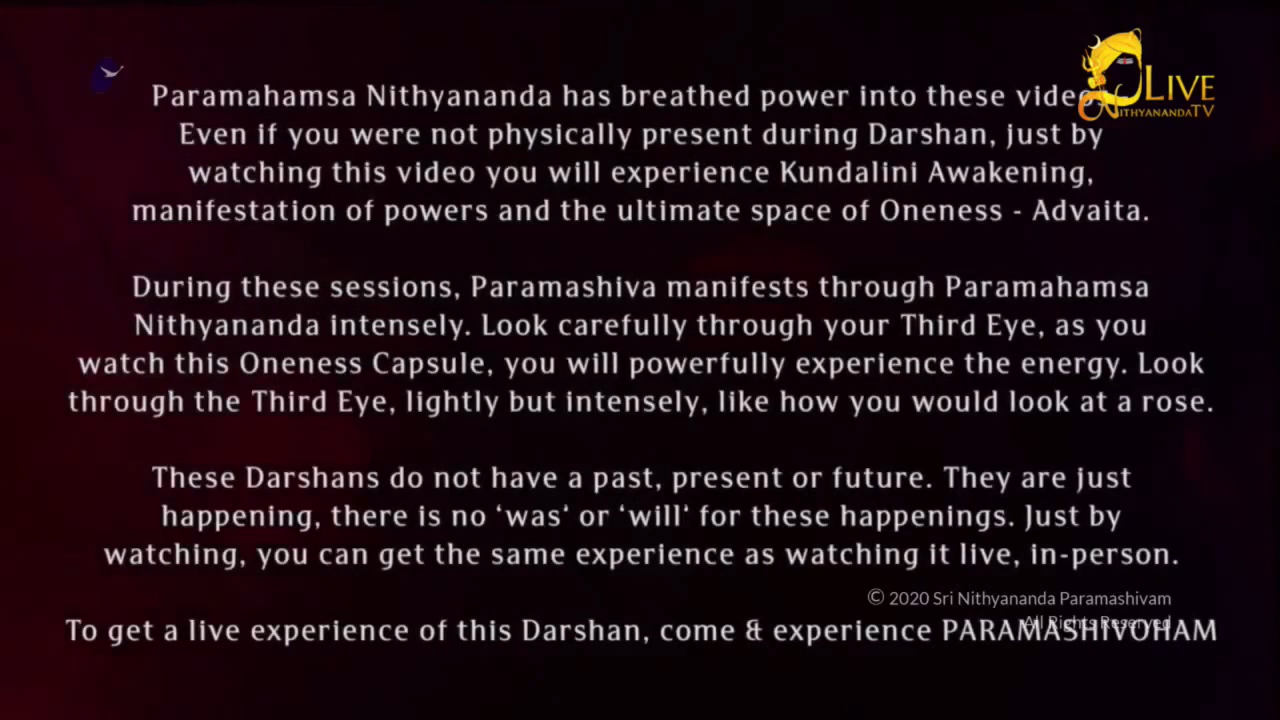 Paramahamsa Nithyananda has breathed power into these video
Even if you were not physically present during Darshan, just by
watching this video you will experience Kundalini Awakening,
manifestation of powers and the ultimate space of Oneness - Advaita.
During these sessions, Paramashiva manifests through Paramahamsa
Nithyananda intensely. Look carefully through your Third Eye, as you
watch this Oneness Capsule, you will powerfully experience the energy. Look
through the Third Eye, lightly but intensely, like how you would look at a rose.
These Darshans do not have a past, present or future. They are just
happening, there is no ‘was‘ or ‘will‘ for these happenings. Just by
watching, you can get the same experience as watching it live, in-person.
To get a live experience of this Darshan, come & experience PARAMASHIVOHAM
LIVE
NITHYANANDATV
© 2020 Sri Nithyananda Paramashivam
All Rights Reserved